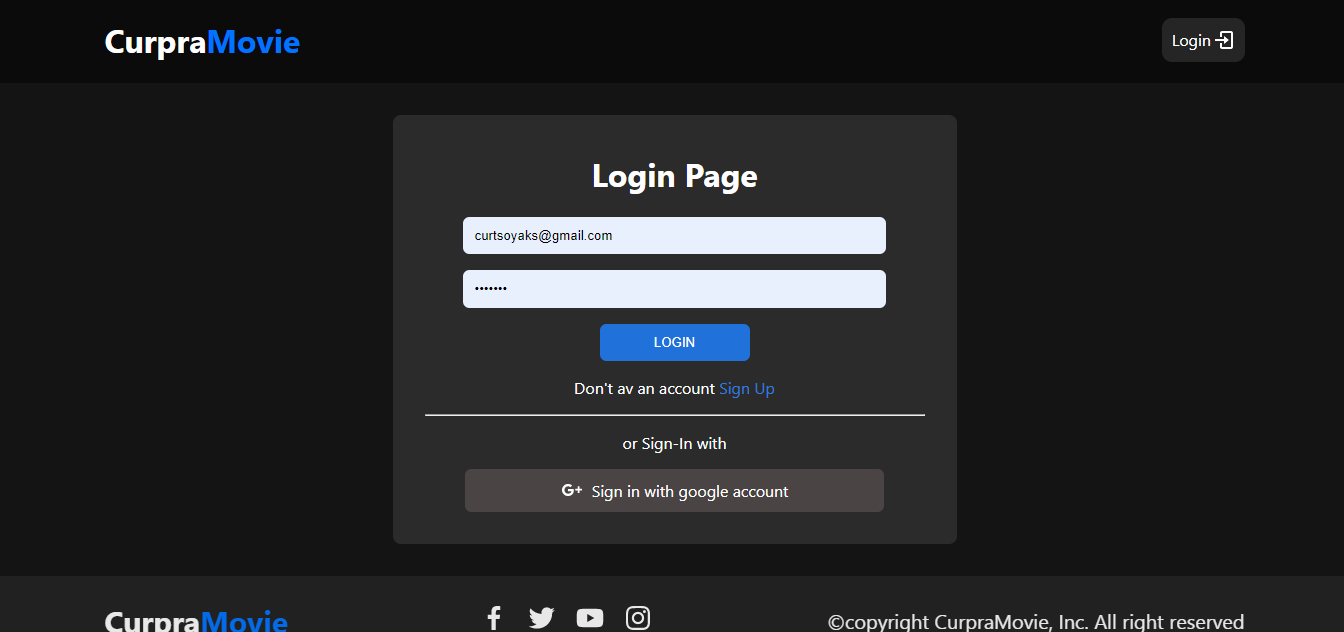 CurpraMovie
Login
Login Page
curtsoyaks@gmail.com
•••••••
LOGIN
Don't av an account Sign Up
or Sign-In with
G+ Sign in with google account
CurpraMovie
©copyright CurpraMovie, Inc. All right reserved